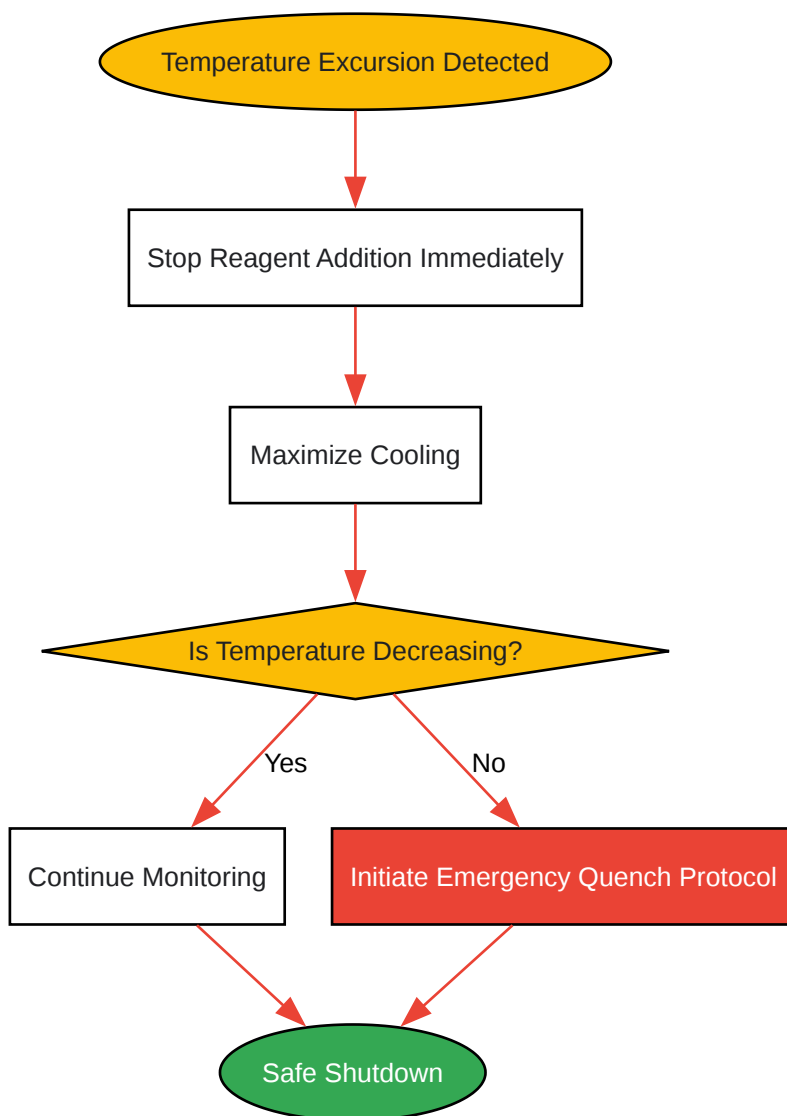 Temperature Excursion Detected
Stop Reagent Addition Immediately
Maximize Cooling
Is Temperature Decreasing?
Yes
No
Continue Monitoring
Initiate Emergency Quench Protocol
Safe Shutdown